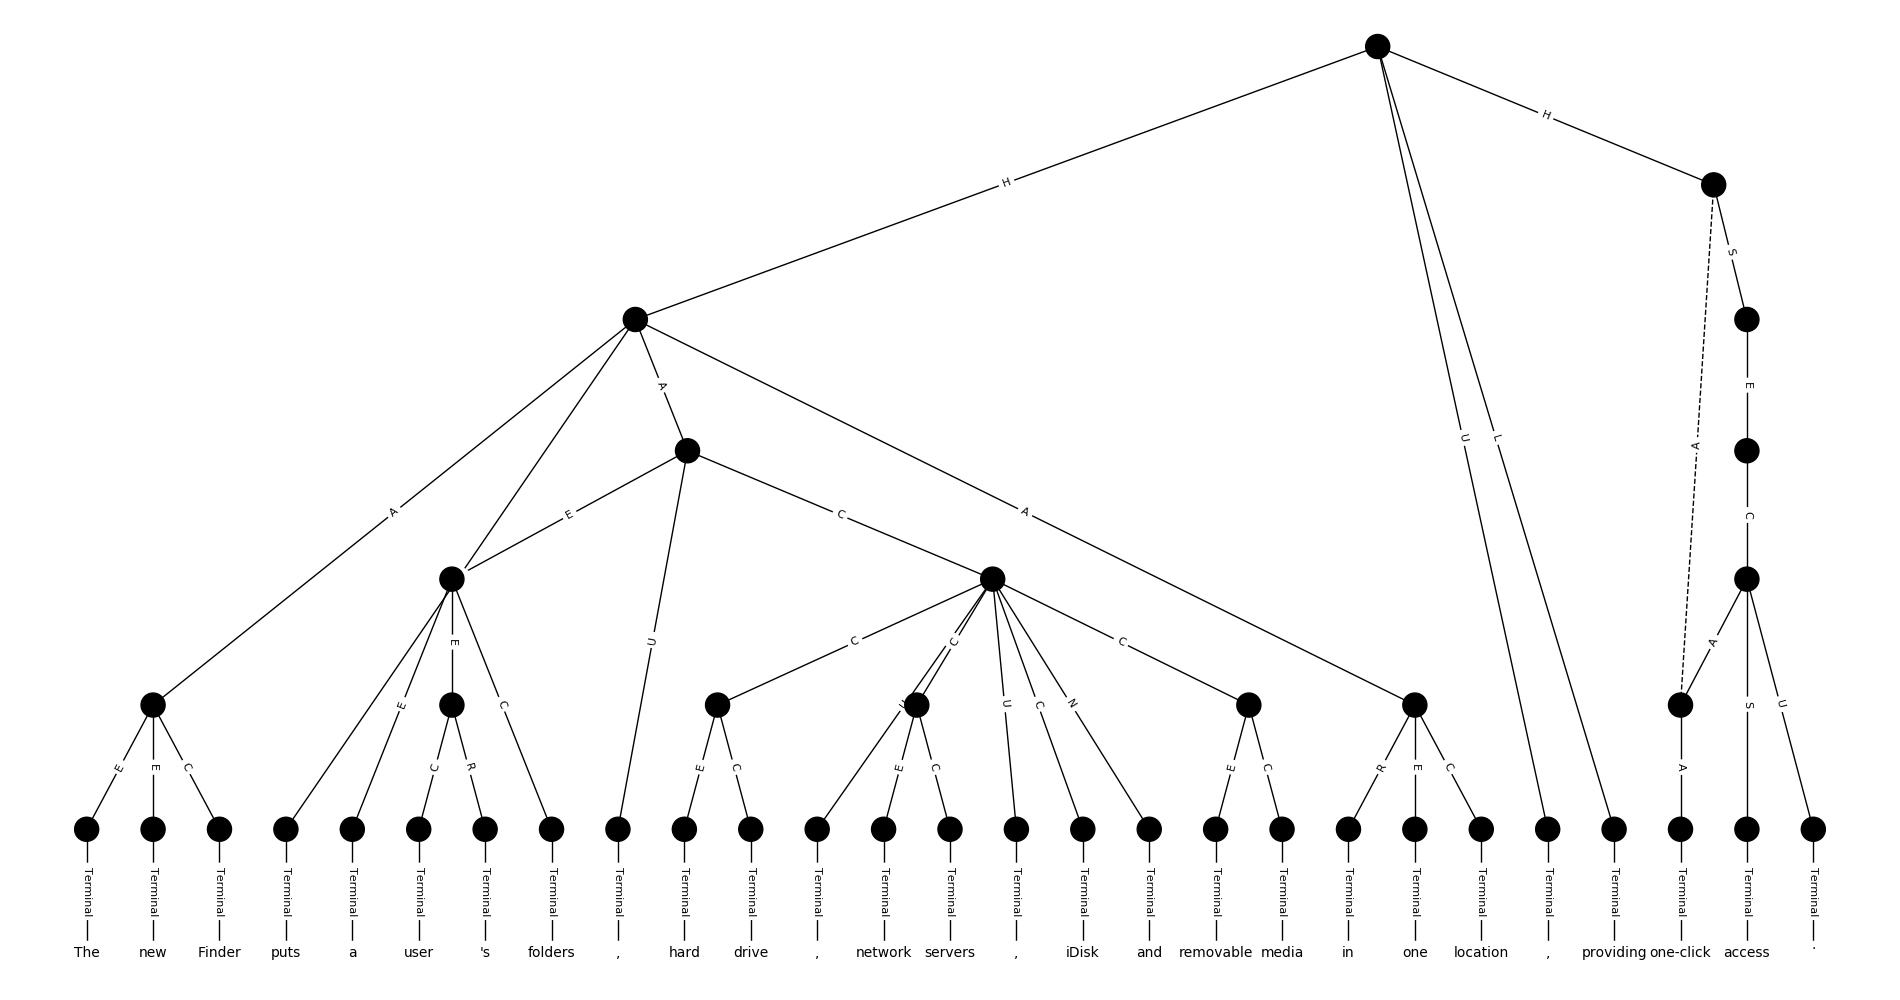 H
H
S
A
E
A
A
E
C
A
U
L
C
E
C
U
C
C
C
A
E
C
U
C
N
S
U
E
E
C
C
R
E
C
E
C
E
C
R
E
C
A
Terminal Terminal Terminal Terminal Terminal Terminal Terminal Terminal Terminal Terminal Terminal Terminal Terminal Terminal Terminal Terminal Terminal Terminal Terminal Terminal Terminal Terminal Terminal Terminal Terminal Terminal Terminal
The new Finder puts a user 's folders , hard drive , network servers , iDisk and removable media in one location , providing one-click access .